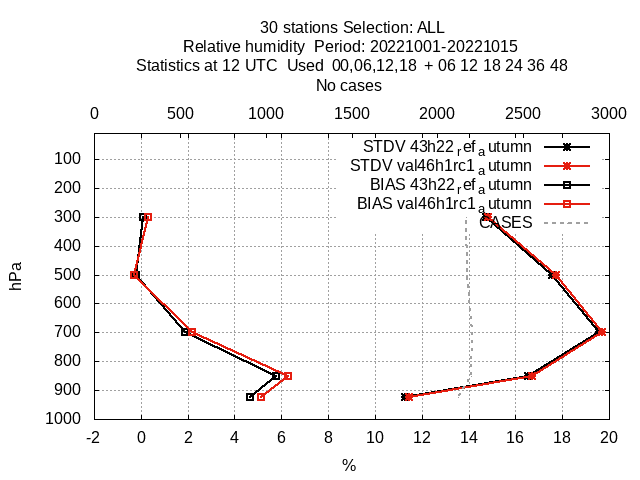 30 stations Selection: ALL
Relative humidity  Period: 20221001-20221015
Statistics at 12 UTC  Used  00,06,12,18  + 06 12 18 24 36 48
No cases
0 500 1000 1500 2000 2500 3000
STDV 43h22_ref_autumn
STDV val46h1rc1_autumn
BIAS 43h22_ref_autumn
BIAS val46h1rc1_autumn
CASES
100
200
300
400
500
600
700
800
900
1000
hPa
-2 0 2 4 6 8 10 12 14 16 18 20
%